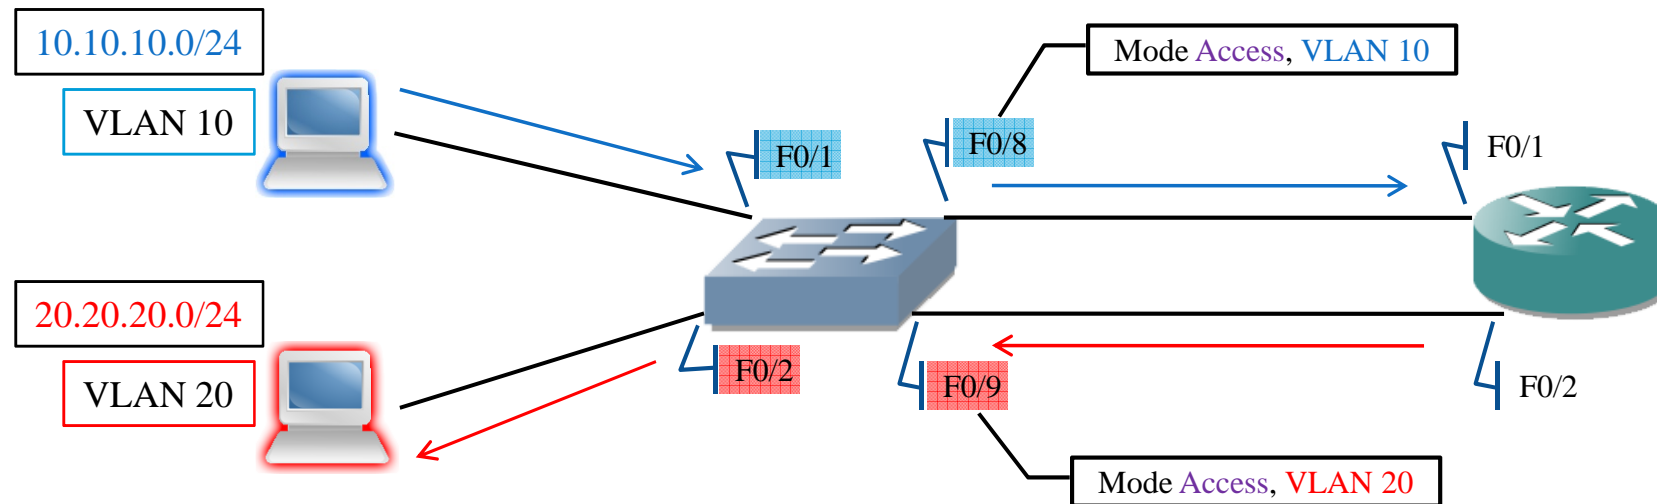 10.10.10.0/24
VLAN 10
Mode Access, VLAN 10
F0/1
F0/8
F0/1
20.20.20.0/24
VLAN 20
F0/2
F0/9
F0/2
Mode Access, VLAN 20